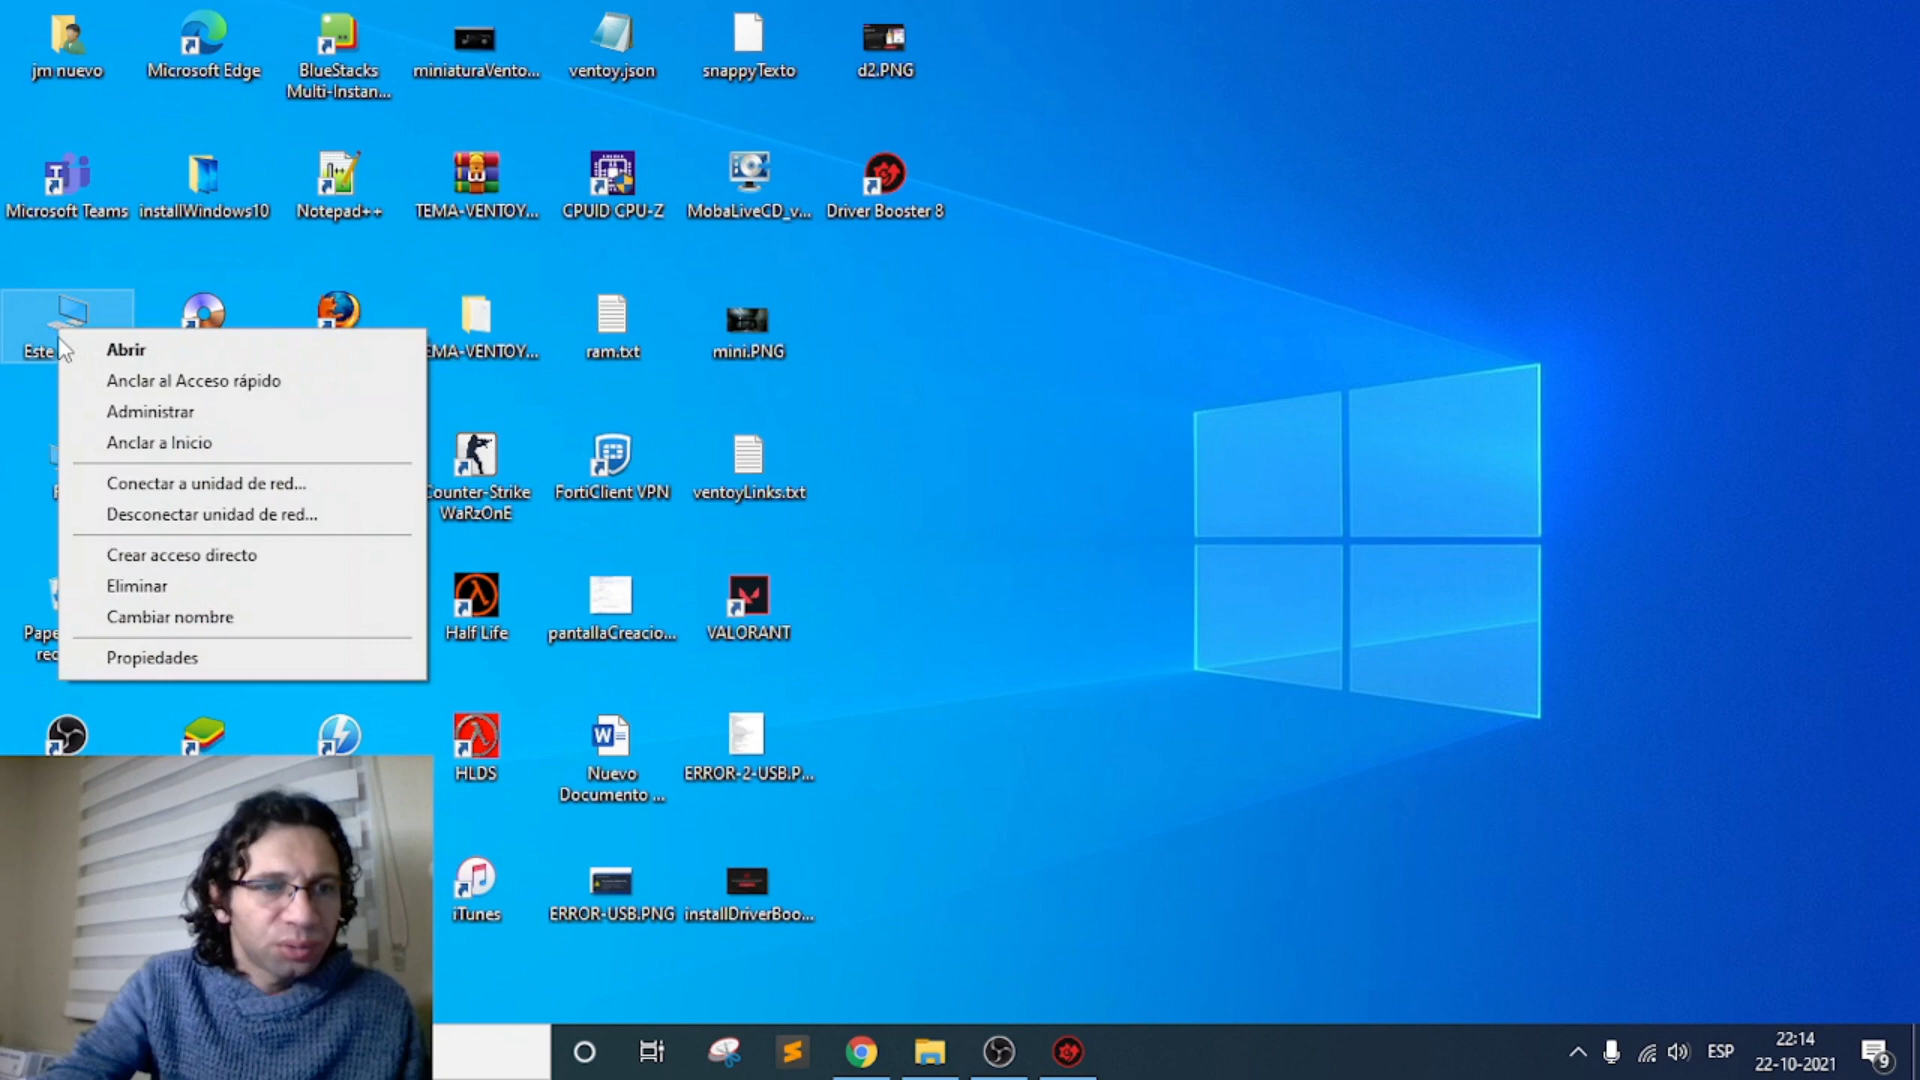 jm nuevo
Microsoft Edge
BlueStacks
Multi-Instan...
miniaturaVento...
ventoy.json
snappyTexto
d2.PNG
Microsoft Teams
installWindows10
Notepad++
TEMA-VENTOY...
CPUID CPU-Z
MobaLiveCD_v...
Driver Booster 8
Este
EMA-VENTOY...
ram.txt
mini.PNG
Abrir
Anclar al Acceso rápido
Administrar
Anclar a Inicio
Conectar a unidad de red...
Desconectar unidad de red...
Crear acceso directo
Eliminar
Cambiar nombre
Propiedades
Counter-Strike
WaRzOnE
FortiClient VPN
ventoyLinks.txt
Pape
rec
Half Life
pantallaCreacio...
VALORANT
HLDS
Nuevo
Documento ...
ERROR-2-USB.P...
iTunes
ERROR-USB.PNG
installDriverBoo...
ESP
22:14
22-10-2021
9